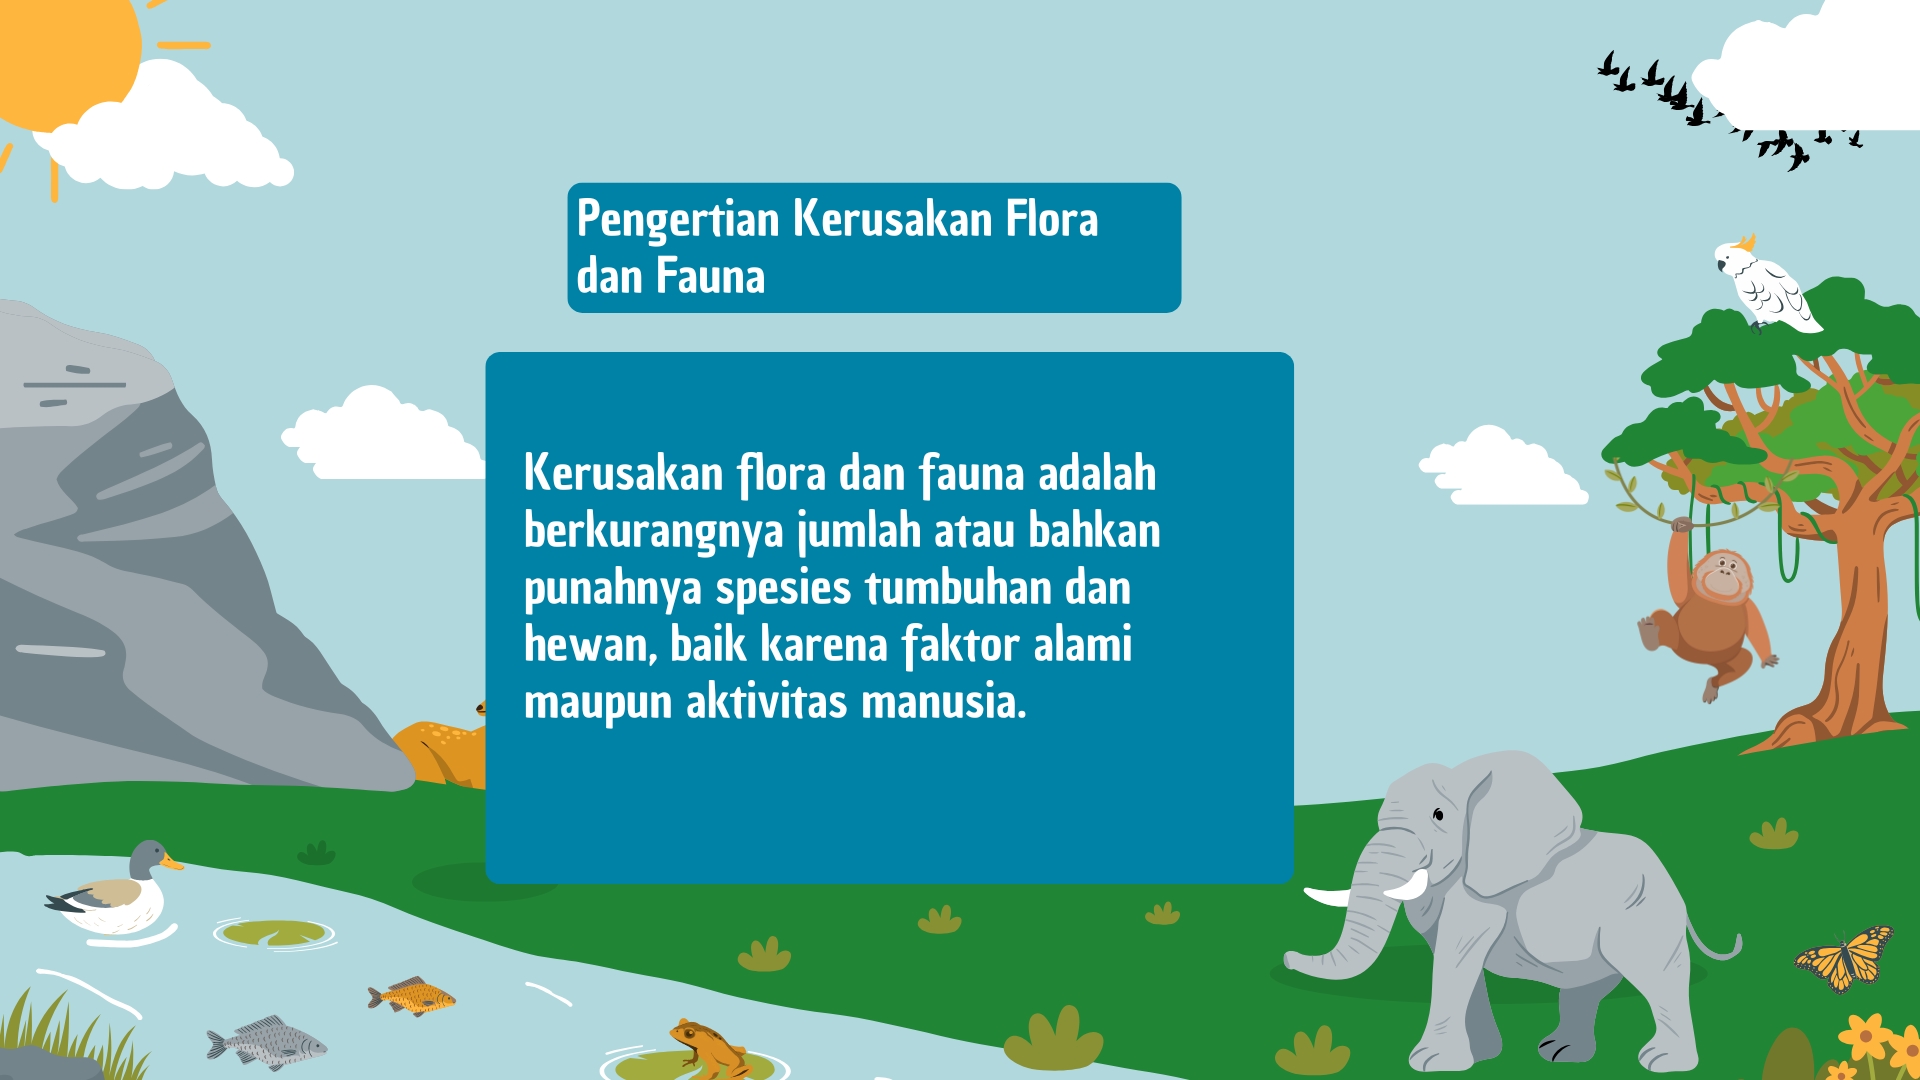 Pengertian Kerusakan Flora
dan Fauna
Kerusakan flora dan fauna adalah
berkurangnya jumlah atau bahkan
punahnya spesies tumbuhan dan
hewan, baik karena faktor alami
maupun aktivitas manusia.